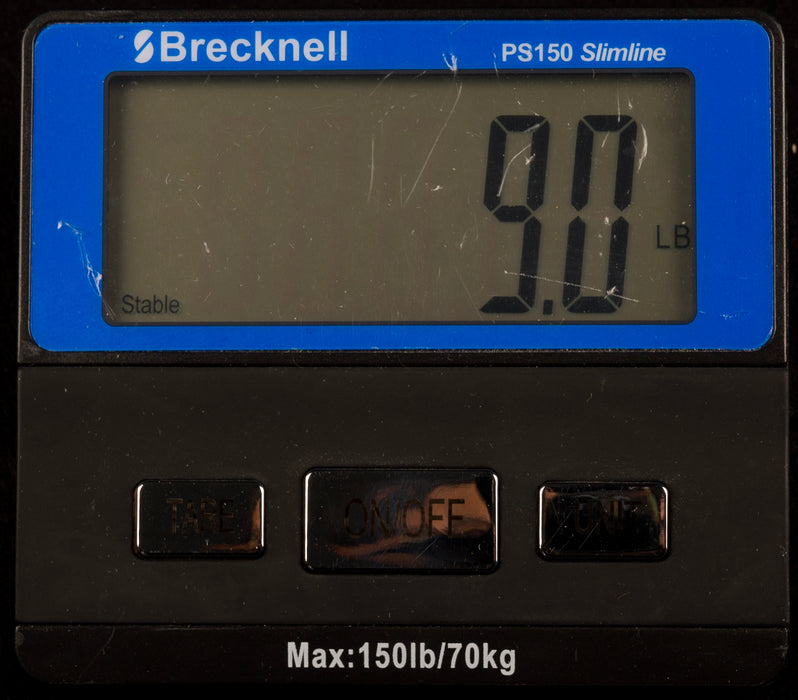 Brecknell PS150 Slimline
9.0 LB
Stable
TARE ON/OFF UNIT
Max:150lb/70kg